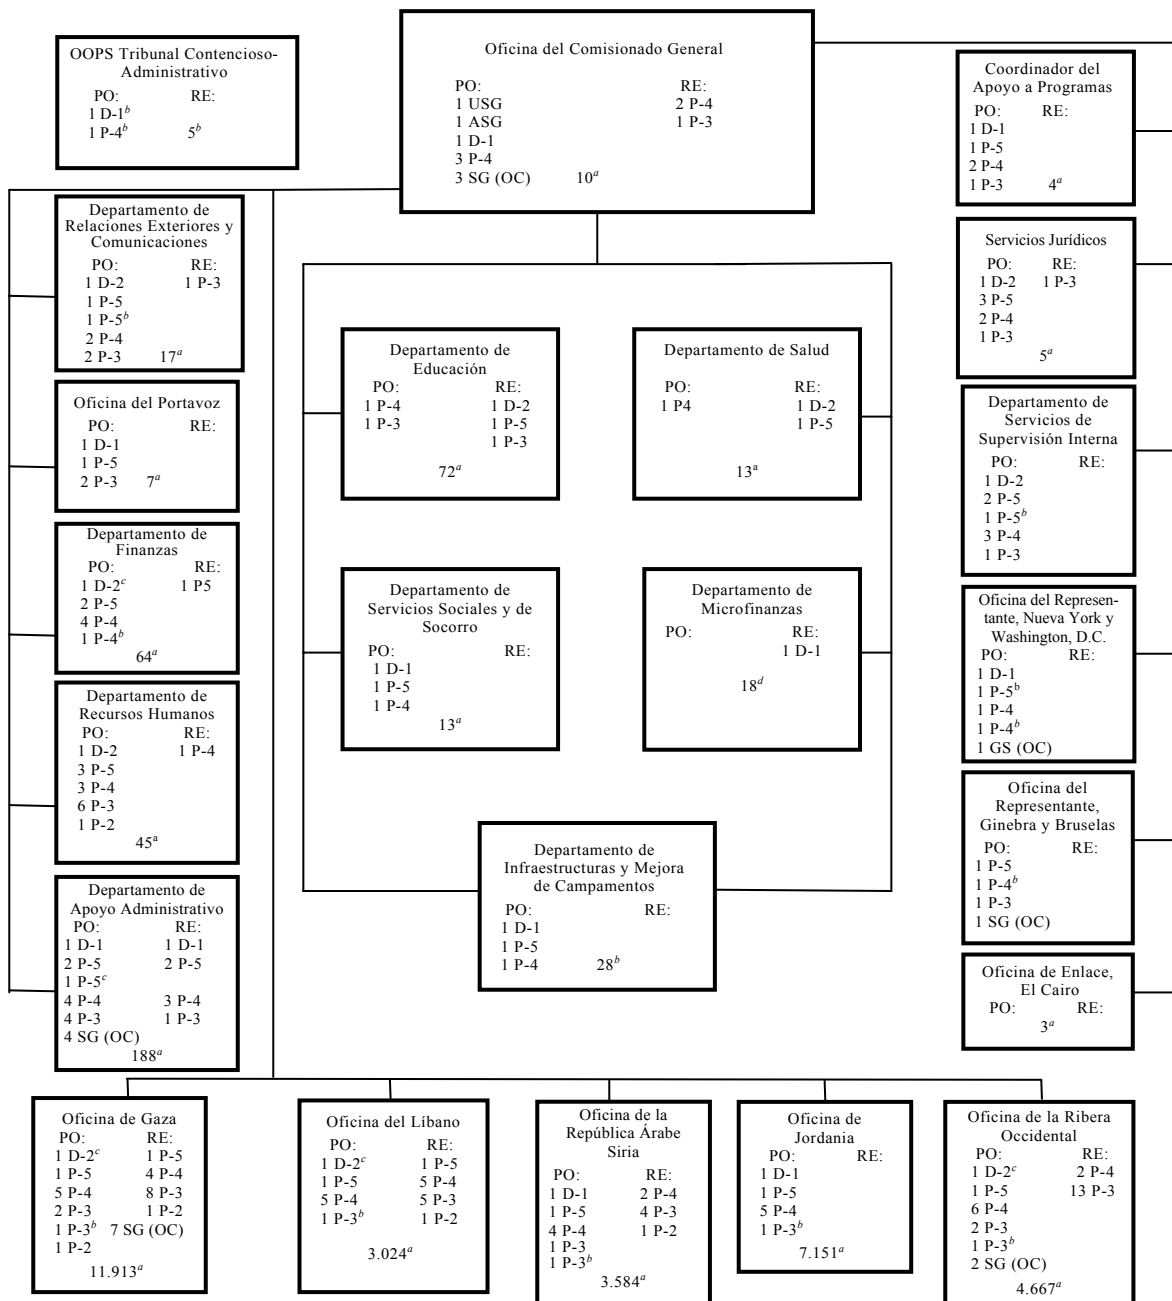 OOPS Tribunal Contencioso-
Administrativo
PO: RE:
1 D-1b
1 P-4b 5b
Oficina del Comisionado General
PO: RE:
1 USG 2 P-4
1 ASG 1 P-3
1 D-1
3 P-4
3 SG (OC) 10a
Coordinador del
Apoyo a Programas
PO: RE:
1 D-1
1 P-5
2 P-4
1 P-3 4a
Departamento de
Relaciones Exteriores y
Comunicaciones
PO: RE:
1 D-2 1 P-3
1 P-5
1 P-5b
2 P-4
2 P-3 17a
Servicios Jurídicos
PO: RE:
1 D-2 1 P-3
3 P-5
2 P-4
1 P-3
5a
Departamento de
Educación
PO: RE:
1 P-4 1 D-2
1 P-3 1 P-5
1 P-3
72a
Departamento de Salud
PO: RE:
1 P4 1 D-2
1 P-5
13a
Oficina del Portavoz
PO: RE:
1 D-1
1 P-5
2 P-3 7a
Departamento de
Servicios de
Supervisión Interna
PO: RE:
1 D-2
2 P-5
1 P-5b
3 P-4
1 P-3
Departamento de
Finanzas
PO: RE:
1 D-2c 1 P5
2 P-5
4 P-4
1 P-4b
64a
Departamento de
Servicios Sociales y de
Socorro
PO: RE:
1 D-1
1 P-5
1 P-4
13a
Departamento de
Microfinanzas
PO: RE:
1 D-1
18d
Oficina del Represen-
tante, Nueva York y
Washington, D.C.
PO: RE:
1 D-1
1 P-5b
1 P-4
1 P-4b
1 GS (OC)
Departamento de
Recursos Humanos
PO: RE:
1 D-2 1 P-4
3 P-5
3 P-4
6 P-3
1 P-2
45a
Oficina del
Representante,
Ginebra y Bruselas
PO: RE:
1 P-5
1 P-4b
1 P-3
1 SG (OC)
Departamento de
Infraestructuras y Mejora
de Campamentos
PO: RE:
1 D-1
1 P-5
1 P-4 28b
Departamento de
Apoyo Administrativo
PO: RE:
1 D-1 1 D-1
2 P-5 2 P-5
1 P-5c
4 P-4 3 P-4
4 P-3 1 P-3
4 SG (OC)
188a
Oficina de Enlace,
El Cairo
PO: RE:
3a
Oficina de Gaza
PO: RE:
1 D-2c 1 P-5
1 P-5 4 P-4
5 P-4 8 P-3
2 P-3 1 P-2
1 P-3b 7 SG (OC)
1 P-2
11.913a
Oficina del Líbano
PO: RE:
1 D-2c 1 P-5
1 P-5 5 P-4
5 P-4 5 P-3
1 P-3b 1 P-2
3.024a
Oficina de la
República Árabe
Siria
PO: RE:
1 D-1 2 P-4
1 P-5 4 P-3
4 P-4 1 P-2
1 P-3
1 P-3b
3.584a
Oficina de
Jordania
PO: RE:
1 D-1
1 P-5
5 P-4
1 P-3b
7.151a
Oficina de la Ribera
Occidental
PO: RE:
1 D-2c 2 P-4
1 P-5 13 P-3
6 P-4
2 P-3
1 P-3b
2 SG (OC)
4.667a